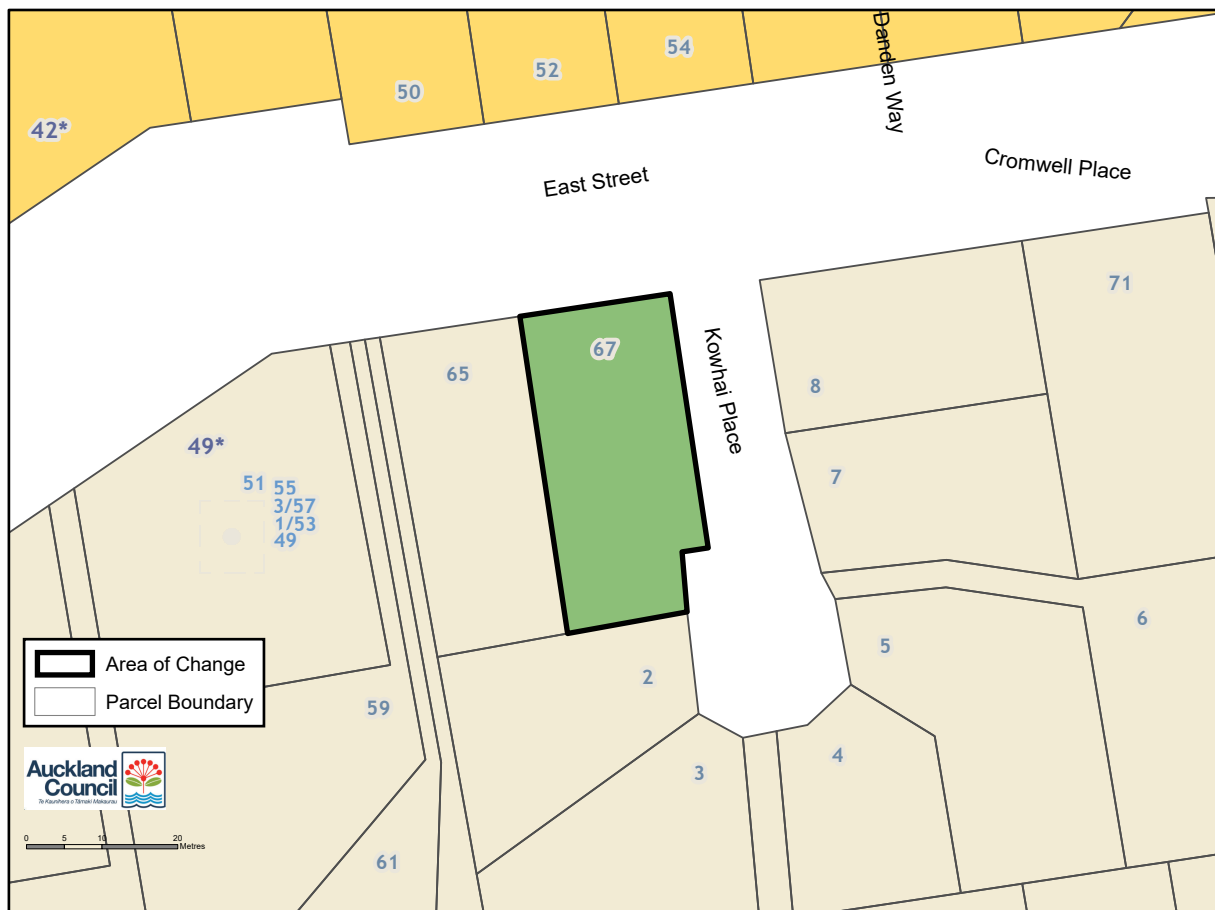 Danden Way
54
52
50
42*
Cromwell Place
East Street
71
67
Kowhai Place
65
8
49*
7
51
55
3/57
1/53
49
6
5
2
Area of Change
Parcel Boundary
59
4
3
Auckland
Council
Te Kaunihera o Tāmaki Makaurau
0 5 10 20
Metres
61